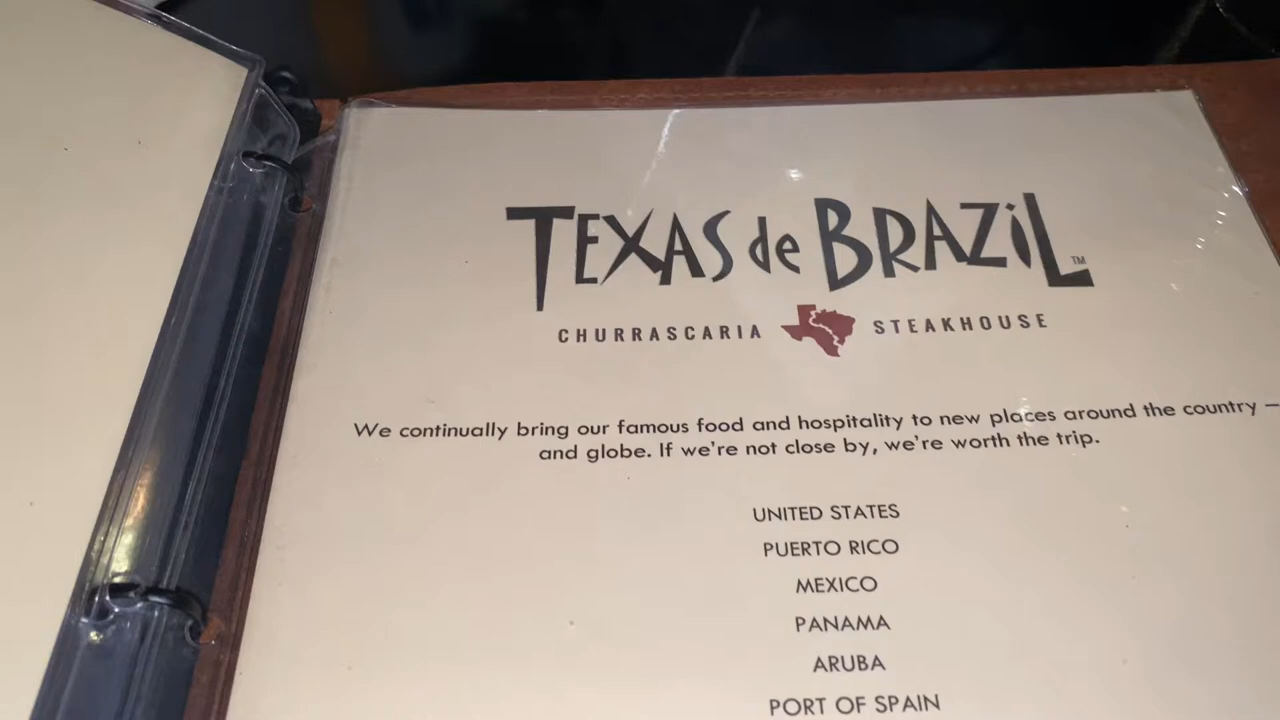 TEXAS de BRAZiL™
CHURRASCARIA STEAKHOUSE
We continually bring our famous food and hospitality to new places around the country –
and globe. If we're not close by, we're worth the trip.
UNITED STATES
PUERTO RICO
MEXICO
PANAMA
ARUBA
PORT OF SPAIN